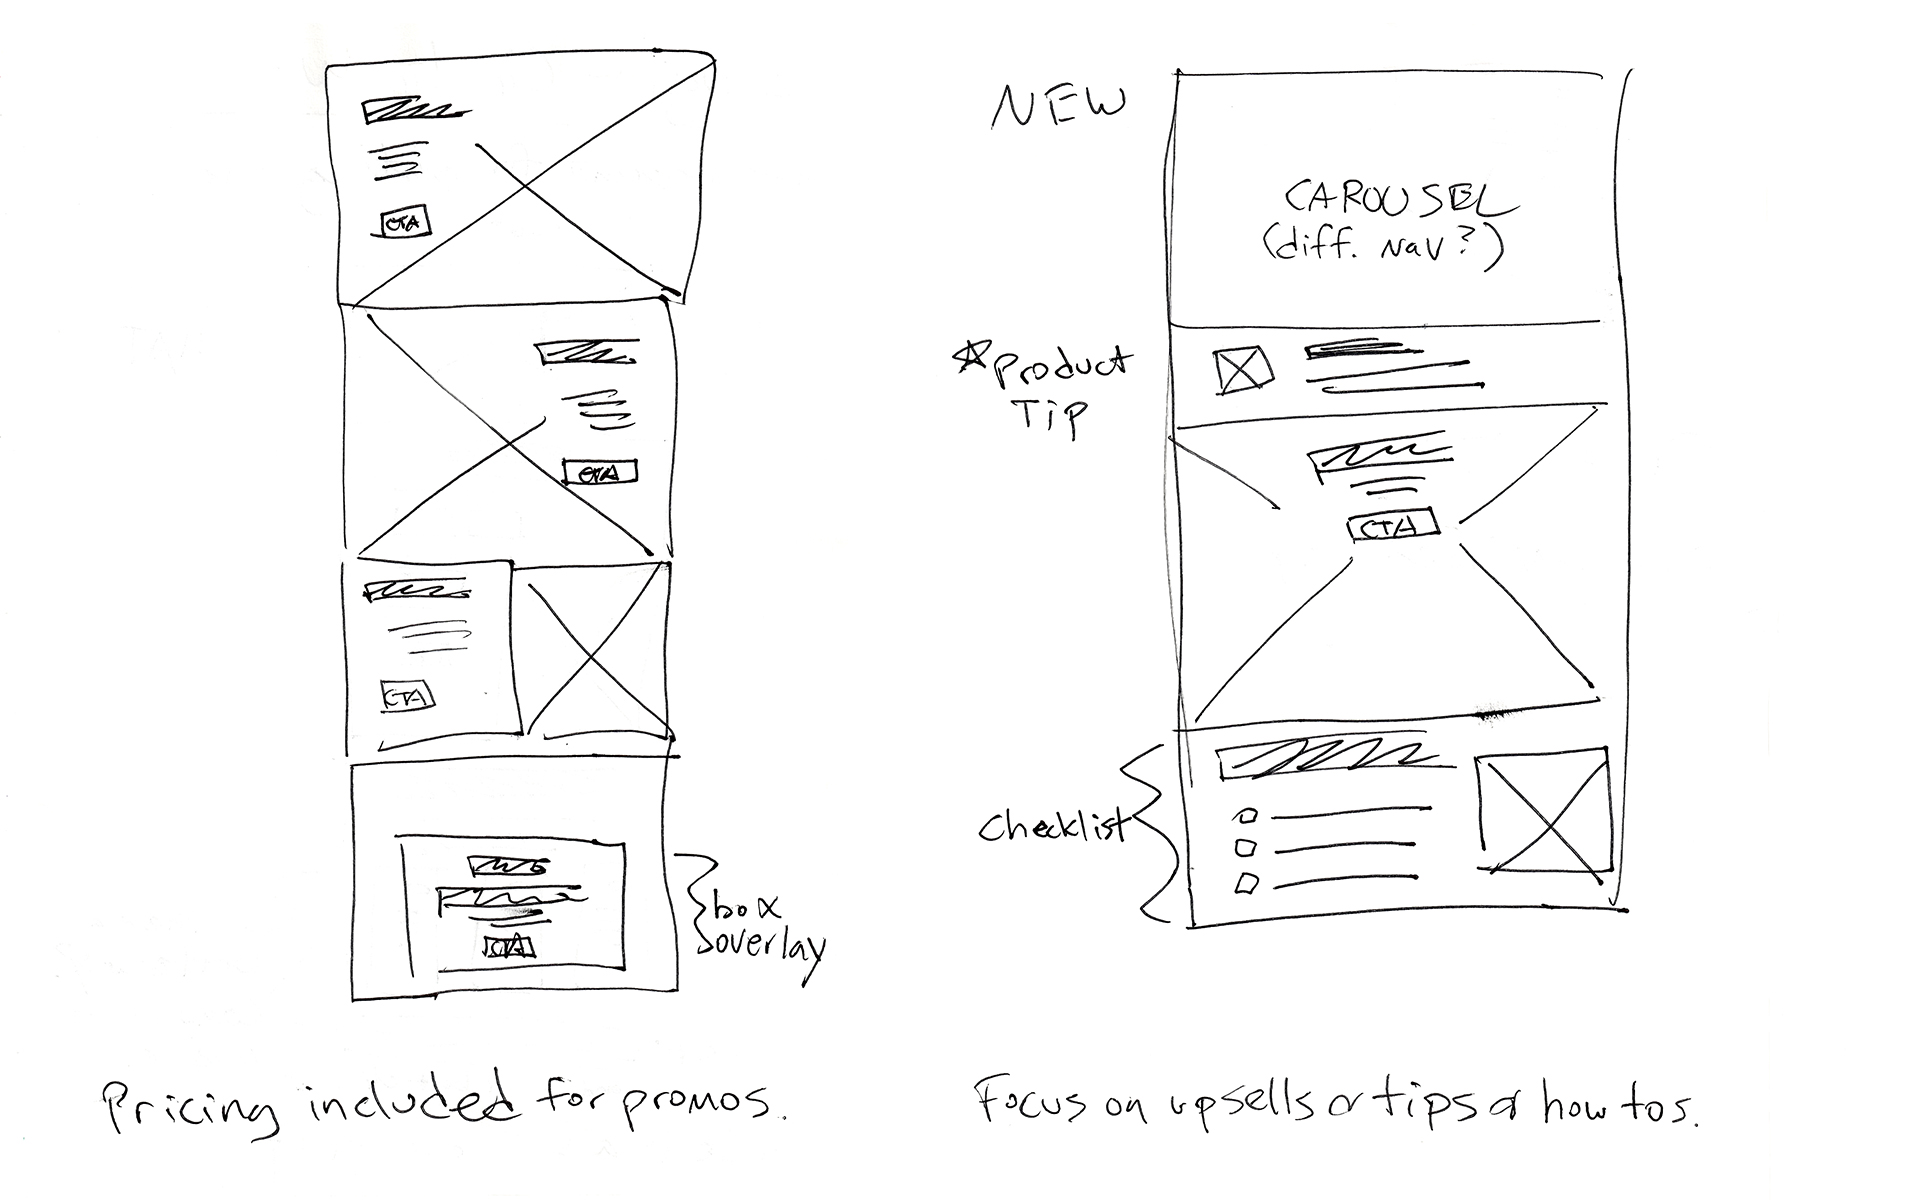 CTA
CTA
CTA
CTA
box
overlay
Pricing included for promos.
NEW
CAROUSEL
(diff. nav?)
*Product
Tip
CTA
Checklist
Focus on upsells or tips or how tos.